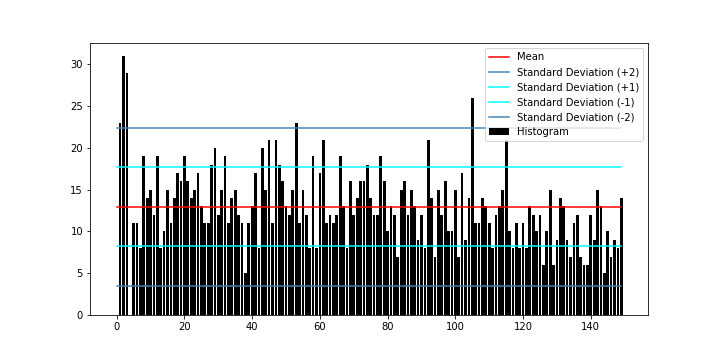 Mean
Standard Deviation (+2)
Standard Deviation (+1)
Standard Deviation (-1)
Standard Deviation (-2)
Histogram
30
25
20
15
10
5
0
0 20 40 60 80 100 120 140